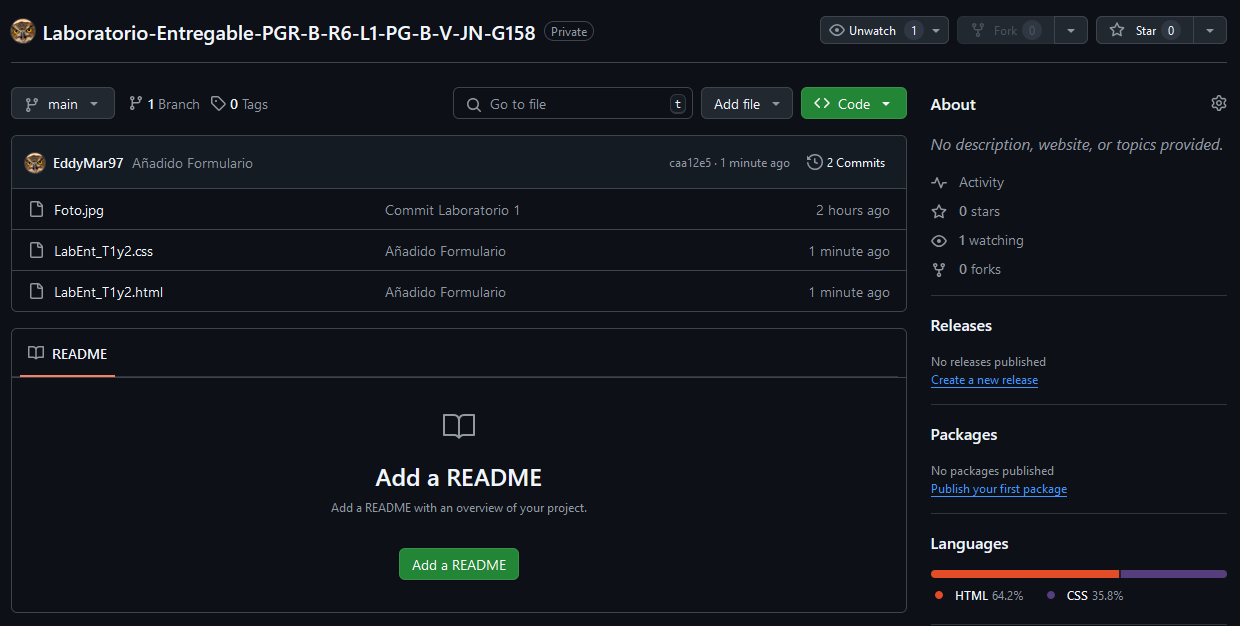 Laboratorio-Entregable-PGR-B-R6-L1-PG-B-V-JN-G158 Private
Unwatch 1
Fork 0
Star 0
main
1 Branch
0 Tags
Go to file t
Add file
Code
EddyMar97 Añadido Formulario caa12e5 · 1 minute ago 2 Commits
Foto.jpg Commit Laboratorio 1 2 hours ago
LabEnt_T1y2.css Añadido Formulario 1 minute ago
LabEnt_T1y2.html Añadido Formulario 1 minute ago
README
Add a README
Add a README with an overview of your project.
Add a README
About
No description, website, or topics provided.
Activity
0 stars
1 watching
0 forks
Releases
No releases published
Create a new release
Packages
No packages published
Publish your first package
Languages
HTML 64.2% CSS 35.8%